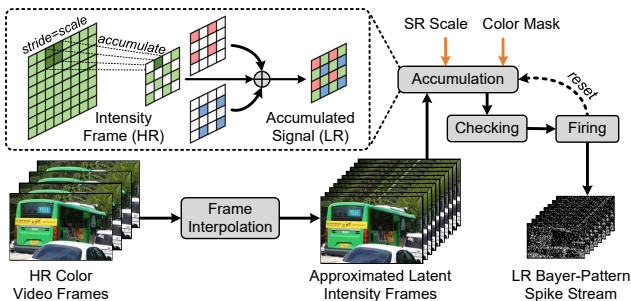 stride=scale
accumulate
Intensity
Frame (HR)
Accumulated
Signal (LR)
SR Scale
Color Mask
Accumulation
reset
Checking
Firing
Frame
Interpolation
HR Color
Video Frames
Approximated Latent
Intensity Frames
LR Bayer-Pattern
Spike Stream